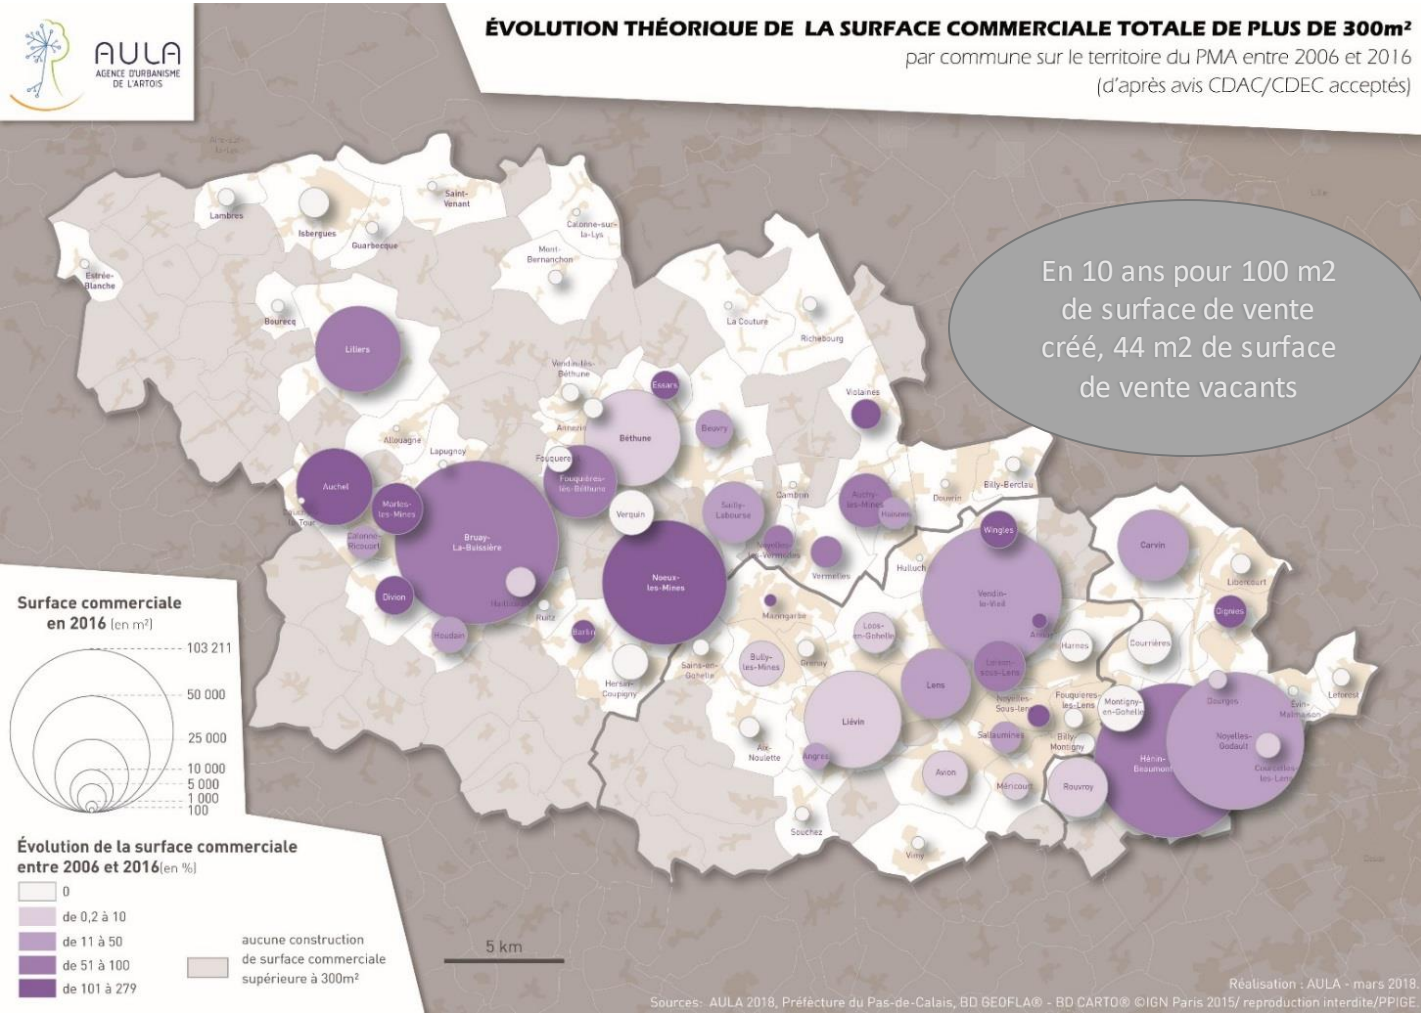 AULA
AGENCE D'URBANISME
DE L'ARTOIS
ÉVOLUTION THÉORIQUE DE LA SURFACE COMMERCIALE TOTALE DE PLUS DE 300m²
par commune sur le territoire du PMA entre 2006 et 2016
(d'après avis CDAC/CDEC acceptés)
En 10 ans pour 100 m2
de surface de vente
créé, 44 m2 de surface
de vente vacants
Saint-
Venant
Lambres
Isbergues
Guarbecque
Calonne-sur-
la-Lys
Mont-
Bernanchon
Estrée-
Blanche
Bourecq
Lillers
La Couture
Richebourg
Vendin-lès-
Béthune
Essars
Violaines
Annezin
Béthune
Beuvry
Allouagne
Lapugnoy
Fouquereuil
Fouquières-
lès-Béthune
Auchel
Marles-
les-Mines
Calonne-
Ricouart
Bruay-
La-Buissière
Verquin
Sailly-
Labourse
Cambrin
Auchy-
les-Mines
Haisnes
Douvrin
Billy-Berclau
Noyelles-
les-Vermelles
Vermelles
Hulluch
Wingles
Carvin
Libercourt
Noeux-
les-Mines
Divion
Haillicourt
Houdain
Ruitz
Barlin
Hersin-
Coupigny
Sains-en-
Gohelle
Mazingarbe
Bully-
les-Mines
Grenay
Loos-
en-Gohelle
Vendin-
le-Vieil
Annay
Harnes
Courrières
Oignies
Lens
Loison-
sous-Lens
Noyelles-
Sous-lens
Fouquieres-
les-Lens
Montigny-
en-Gohelle
Dourges
Evin-
Malmaison
Leforest
Liévin
Aix-
Noulette
Angres
Sallaumines
Billy-
Montigny
Hénin-
Beaumont
Noyelles-
Godault
Courcelles-
les-Lens
Avion
Méricourt
Rouvroy
Souchez
Vimy
Surface commerciale
en 2016 (en m²)
103 211
50 000
25 000
10 000
5 000
1 000
100
Évolution de la surface commerciale
entre 2006 et 2016(en %)
0
de 0,2 à 10
de 11 à 50
de 51 à 100
de 101 à 279
aucune construction
de surface commerciale
supérieure à 300m²
5 km
Réalisation : AULA - mars 2018.
Sources: AULA 2018, Préfécture du Pas-de-Calais, BD GEOFLA® - BD CARTO® ©IGN Paris 2015/ reproduction interdite/PPIGE.